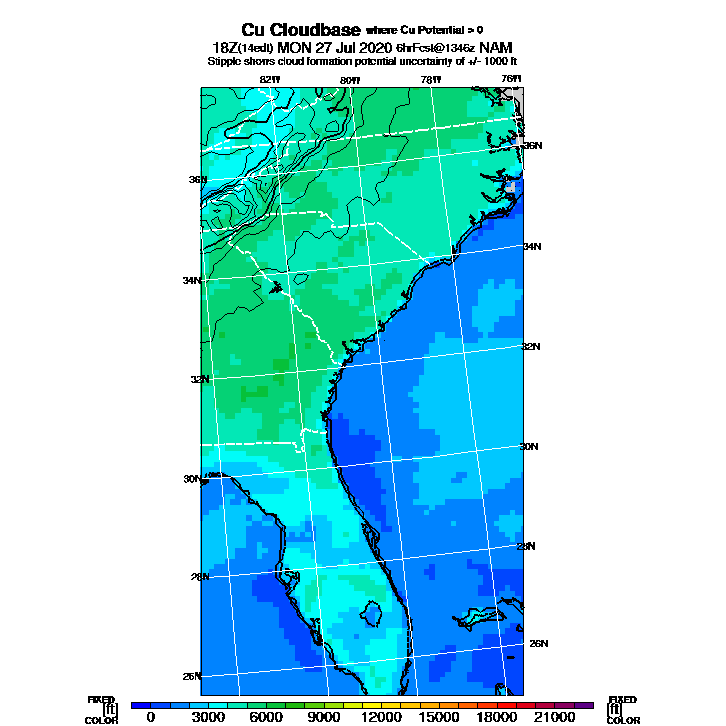 Cu Cloudbase where Cu Potential > 0
18Z(14edt) MON 27 Jul 2020 6hrFcst@1346z NAM
Stipple shows cloud formation potential uncertainty of +/- 1000 ft
82W 80W 78W 76W
36N 36N
34N 34N
32N 32N
30N 30N
28N 28N
26N 26N
FIXED [ft] COLOR 0 3000 6000 9000 12000 15000 18000 21000 FIXED [ft] COLOR